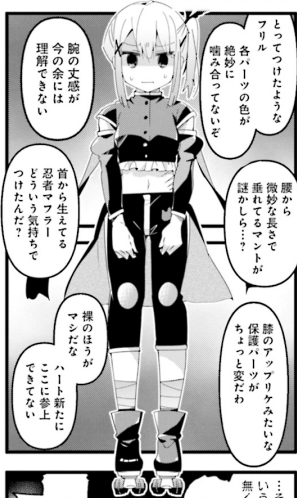 とってつけたような
フリル
各パーツの色が
絶妙に
噛み合ってないぞ
腕の丈感が
今の余には
理解できない
腰から
微妙な長さで
垂れてるマントが
謎かしら…?
首から生えてる
忍者マフラー
どういう気持ちで
つけたんだ?
膝のアップリケみたいな
保護パーツが
ちょっと変だわ
裸のほうが
マシだな
ハート新たに
ここに参上
できてない
…そ
いう
無く